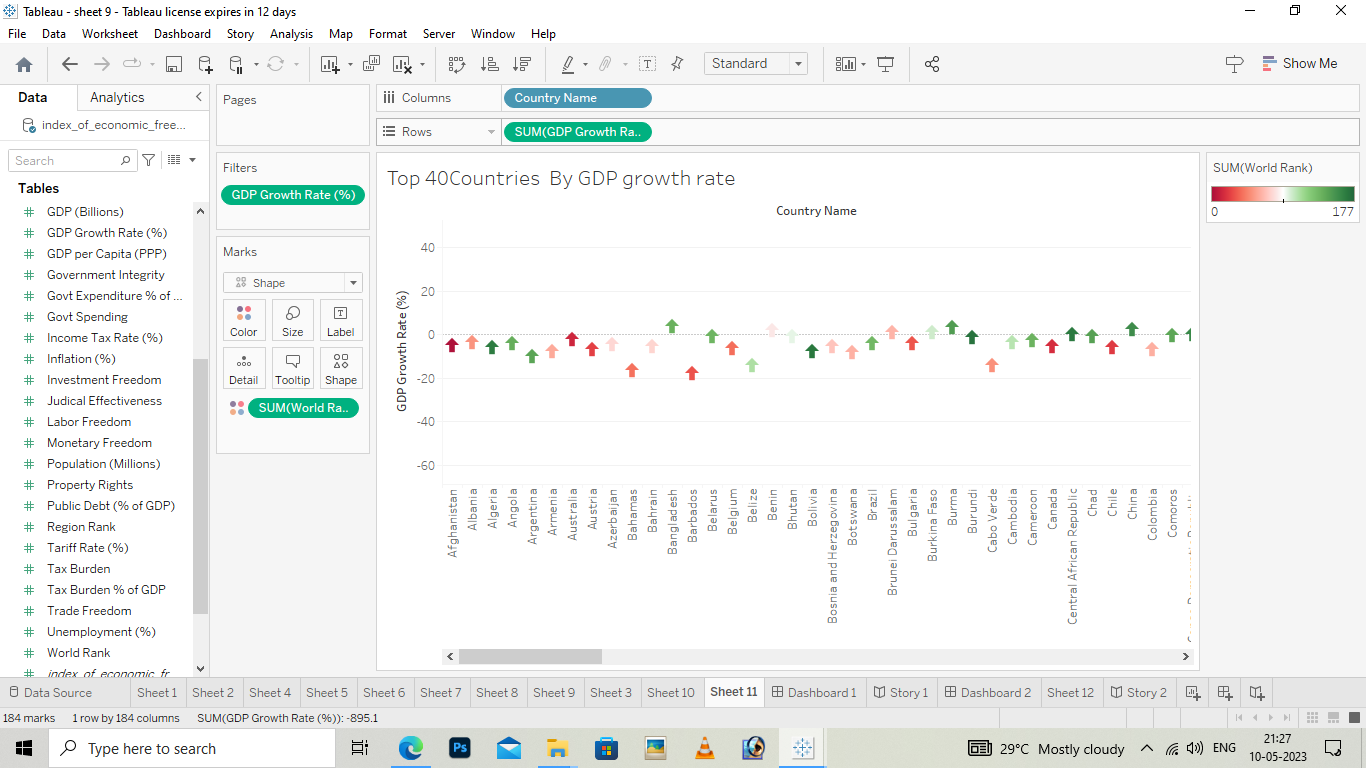 Tableau - sheet 9 - Tableau license expires in 12 days
File Data Worksheet Dashboard Story Analysis Map Format Server Window Help
Standard
Show Me
Data Analytics
index_of_economic_free...
Search
Tables
GDP (Billions)
GDP Growth Rate (%)
GDP per Capita (PPP)
Government Integrity
Govt Expenditure % of ...
Govt Spending
Income Tax Rate (%)
Inflation (%)
Investment Freedom
Judical Effectiveness
Labor Freedom
Monetary Freedom
Population (Millions)
Property Rights
Public Debt (% of GDP)
Region Rank
Tariff Rate (%)
Tax Burden
Tax Burden % of GDP
Trade Freedom
Unemployment (%)
World Rank
index_of_economic_fr
Pages
Filters
GDP Growth Rate (%)
Marks
Shape
Color Size Label
Detail Tooltip Shape
SUM(World Ra..
Columns
Country Name
Rows
SUM(GDP Growth Ra..
Top 40Countries By GDP growth rate
Country Name
GDP Growth Rate (%)
40
20
0
-20
-40
-60
Afghanistan
Albania
Algeria
Angola
Argentina
Armenia
Australia
Austria
Azerbaijan
Bahamas
Bahrain
Bangladesh
Barbados
Belarus
Belgium
Belize
Benin
Bhutan
Bolivia
Bosnia and Herzegovina
Botswana
Brazil
Brunei Darussalam
Bulgaria
Burkina Faso
Burma
Burundi
Cabo Verde
Cambodia
Cameroon
Canada
Central African Republic
Chad
Chile
China
Colombia
Comoros
SUM(World Rank)
0 177
Data Source Sheet 1 Sheet 2 Sheet 4 Sheet 5 Sheet 6 Sheet 7 Sheet 8 Sheet 9 Sheet 3 Sheet 10 Sheet 11 Dashboard 1 Story 1 Dashboard 2 Sheet 12 Story 2
184 marks 1 row by 184 columns SUM(GDP Growth Rate (%)): -895.1
Type here to search
Ps
29°C Mostly cloudy
ENG
21:27
10-05-2023